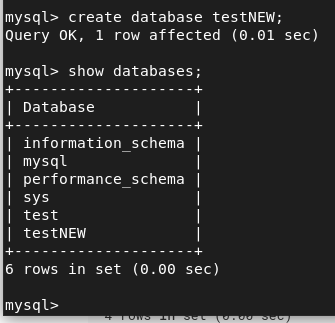 mysql> create database testNEW;
Query OK, 1 row affected (0.01 sec)
mysql> show databases;
+--------------------+
| Database           |
+--------------------+
| information_schema |
| mysql              |
| performance_schema |
| sys                |
| test               |
| testNEW            |
+--------------------+
6 rows in set (0.00 sec)
mysql>
4 rows in set (0.00 sec)